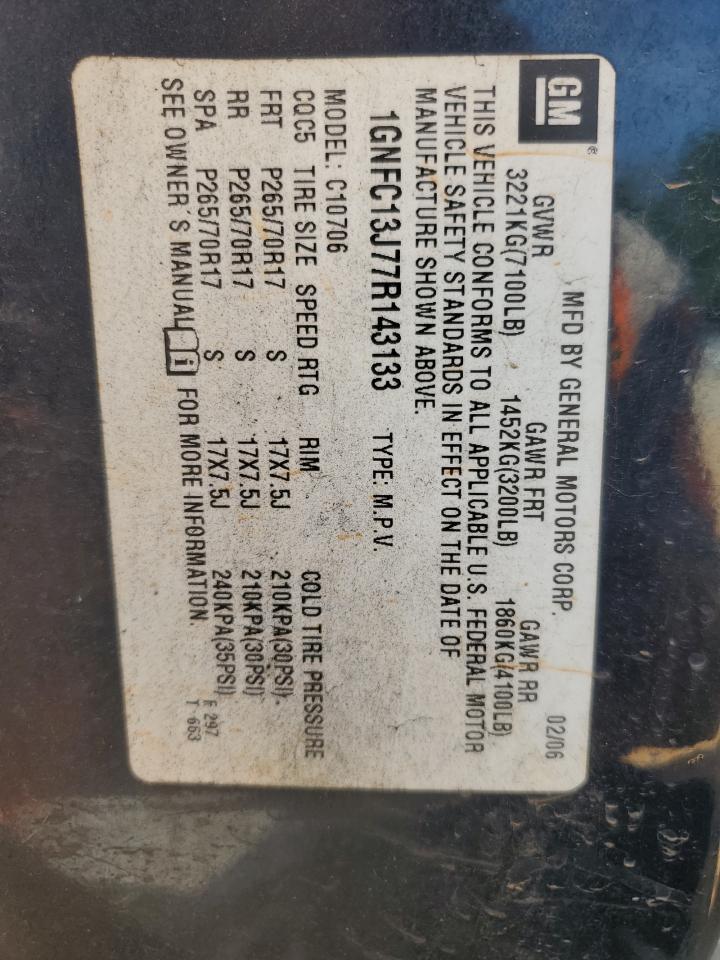 GM®
MFD BY GENERAL MOTORS CORP. 02/06
GVWR GAWR FRT GAWR RR
3221KG(7100LB) 1452KG(3200LB) 1860KG(4100LB)
THIS VEHICLE CONFORMS TO ALL APPLICABLE U.S. FEDERAL MOTOR
VEHICLE SAFETY STANDARDS IN EFFECT ON THE DATE OF
MANUFACTURE SHOWN ABOVE.
1GNFC13J77R143133 TYPE: M.P.V.
MODEL: C10706
CQC5 TIRE SIZE SPEED RTG RIM COLD TIRE PRESSURE
FRT P265/70R17 S 17X7.5J 210KPA(30PSI)
RR P265/70R17 S 17X7.5J 210KPA(30PSI)
SPA P265/70R17 S 17X7.5J 240KPA(35PSI)
SEE OWNER'S MANUAL i FOR MORE INFORMATION.
F 297
T 663